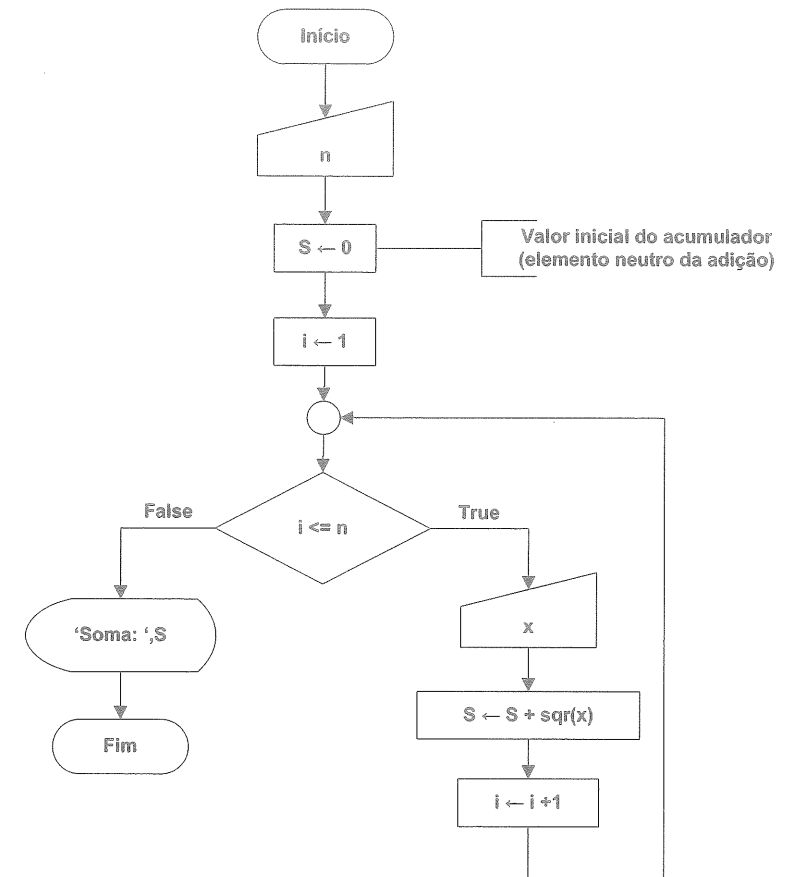 Início
n
S ← 0
Valor inicial do acumulador
(elemento neutro da adição)
i ← 1
i <= n
False
True
x
'Soma: ',S
S ← S + sqr(x)
Fim
i ← i +1